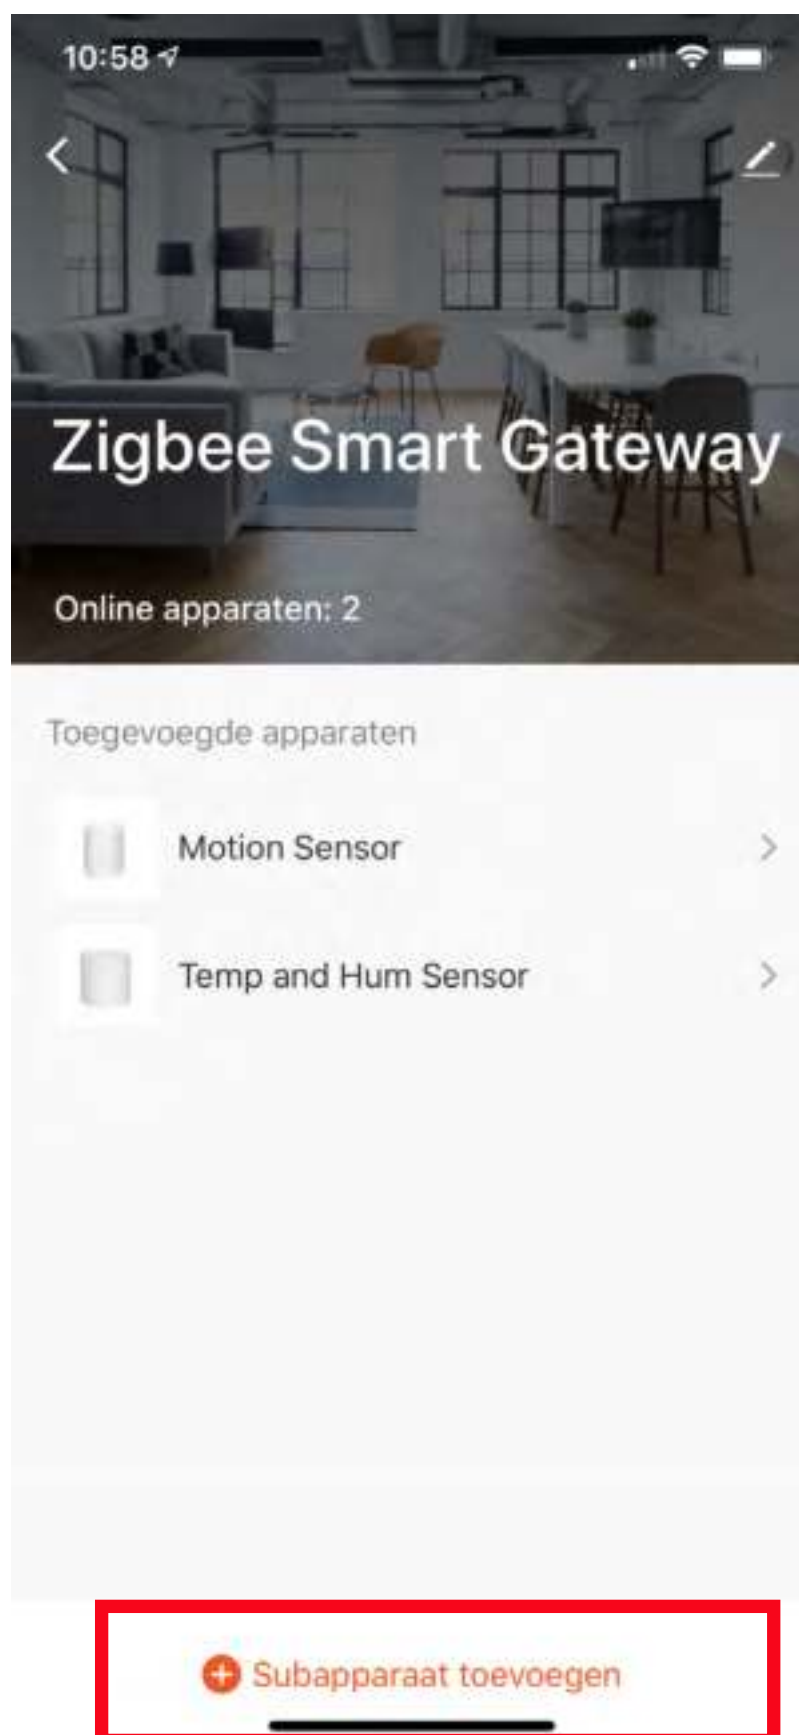 10:58
Zigbee Smart Gateway
Online apparaten: 2
Toegevoegde apparaten
Motion Sensor
Temp and Hum Sensor
Subapparaat toevoegen